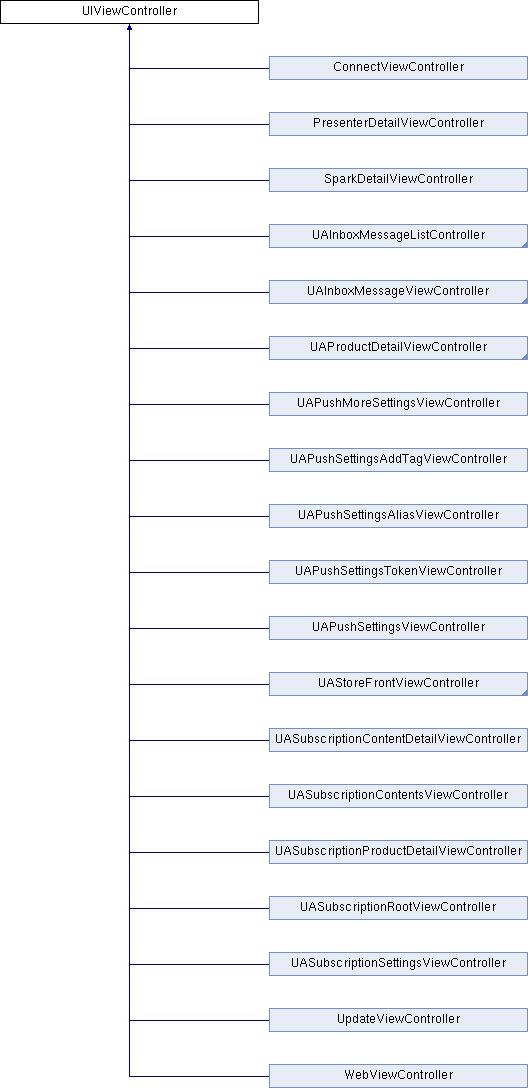 UIViewController
ConnectViewController
PresenterDetailViewController
SparkDetailViewController
UAInboxMessageListController
UAInboxMessageViewController
UAProductDetailViewController
UAPushMoreSettingsViewController
UAPushSettingsAddTagViewController
UAPushSettingsAliasViewController
UAPushSettingsTokenViewController
UAPushSettingsViewController
UAStoreFrontViewController
UASubscriptionContentDetailViewController
UASubscriptionContentsViewController
UASubscriptionProductDetailViewController
UASubscriptionRootViewController
UASubscriptionSettingsViewController
UpdateViewController
WebViewController